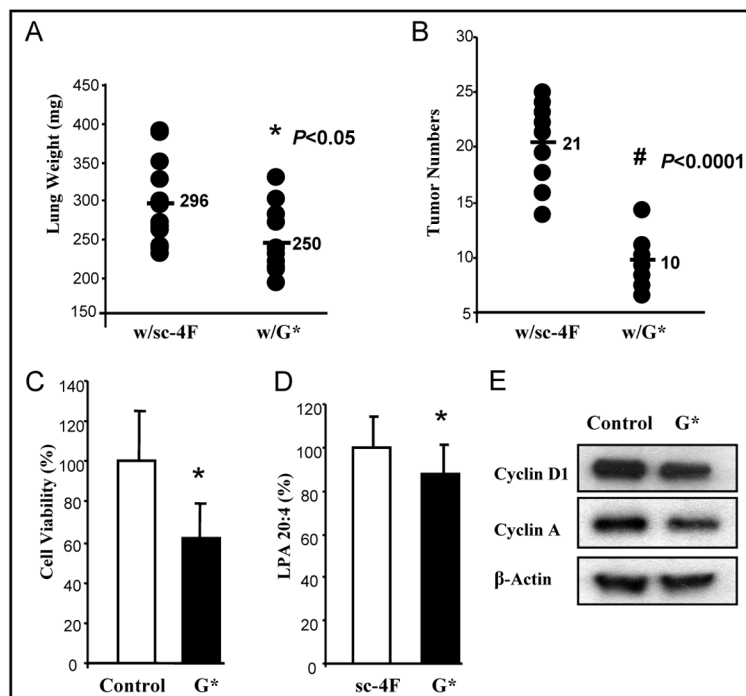 A
Lung Weight (mg)
450
400
350
300
250
200
150
296
250
*
P<0.05
w/sc-4F
w/G*
B
Tumor Numbers
30
25
20
15
10
5
21
10
#
P<0.0001
w/sc-4F
w/G*
C
Cell Viability (%)
140
120
100
80
60
40
20
0
*
Control
G*
D
LPA 20:4 (%)
120
100
80
60
40
20
0
*
sc-4F
G*
E
Control G*
Cyclin D1
Cyclin A
β-Actin